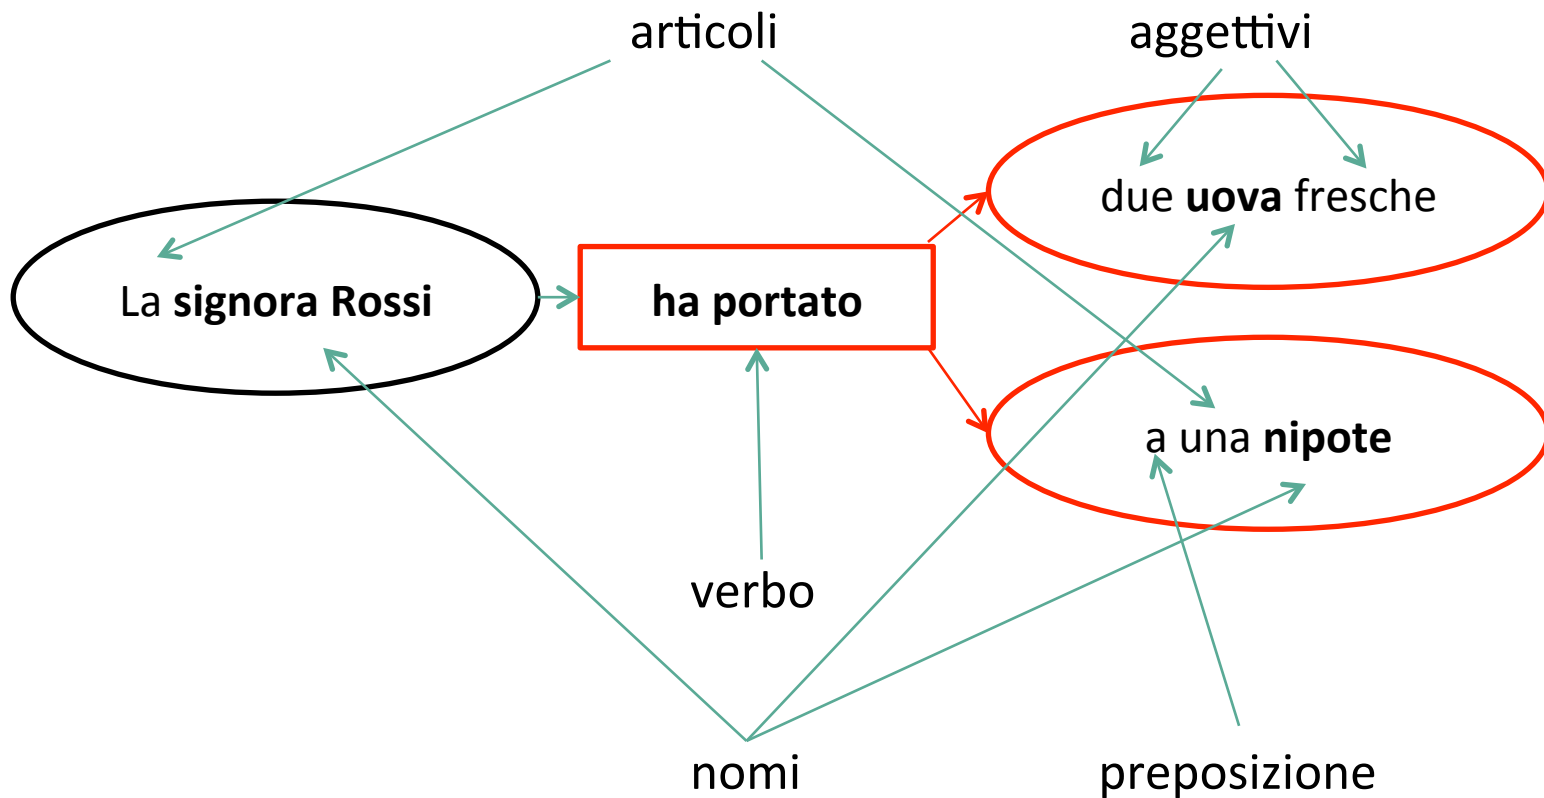 articoli
aggettivi
due uova fresche
La signora Rossi
ha portato
a una nipote
verbo
nomi
preposizione